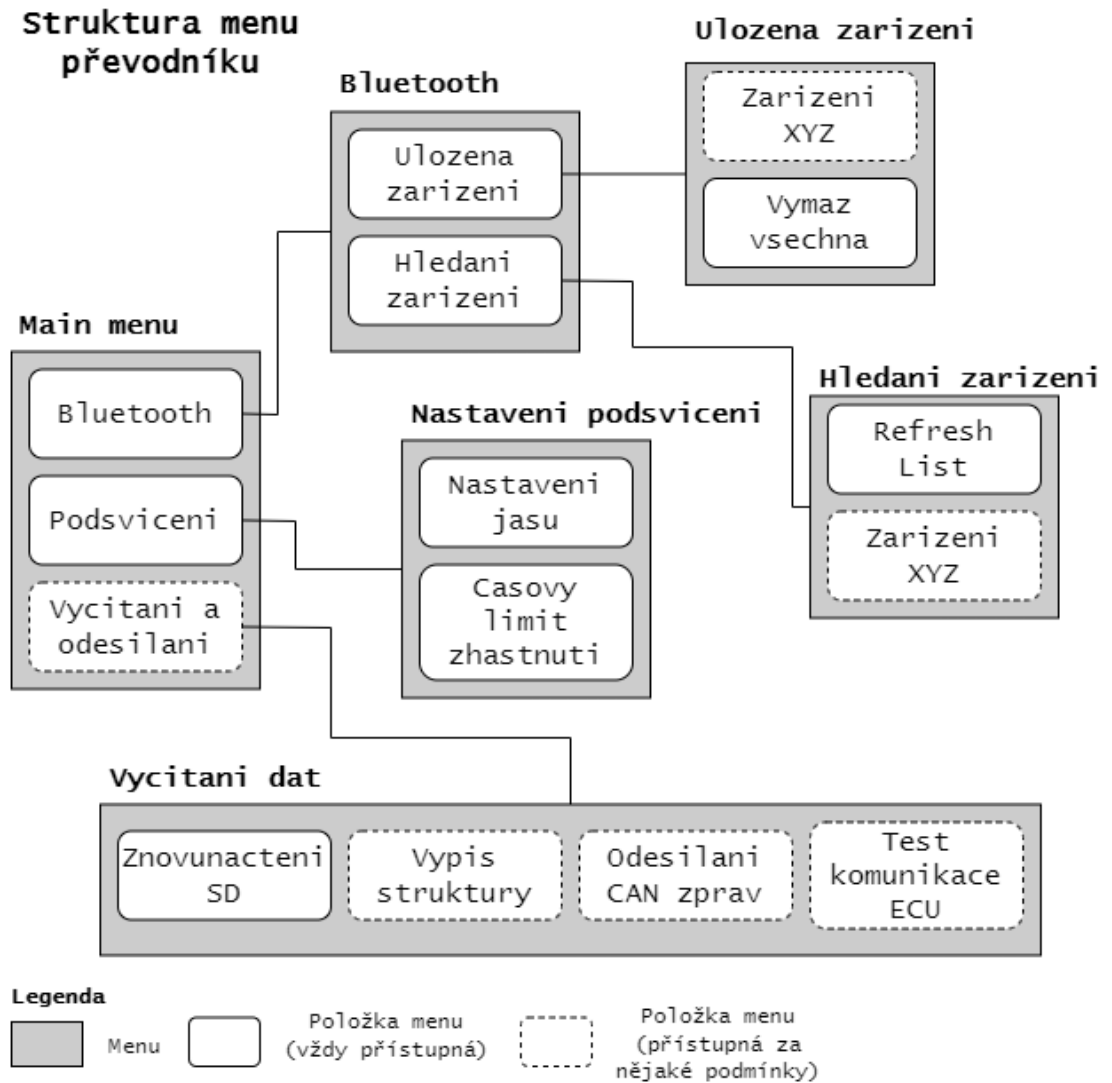 Struktura menu
převodníku
Ulozena zarizeni
Zarizeni
XYZ
Vymaz
vsechna
Bluetooth
Ulozena
zarizeni
Hledani
zarizeni
Main menu
Bluetooth
Podsviceni
Vycitani a
odesilani
Nastaveni podsviceni
Nastaveni
jasu
Casovy
limit
zhastnuti
Hledani zarizeni
Refresh
List
Zarizeni
XYZ
Vycitani dat
Znovunacteni
SD
Vypis
struktury
Odesilani
CAN zprav
Test
komunikace
ECU
Legenda
Menu
Položka menu
(vždy přístupná)
Položka menu
(přístupná za
nějaké podmínky)